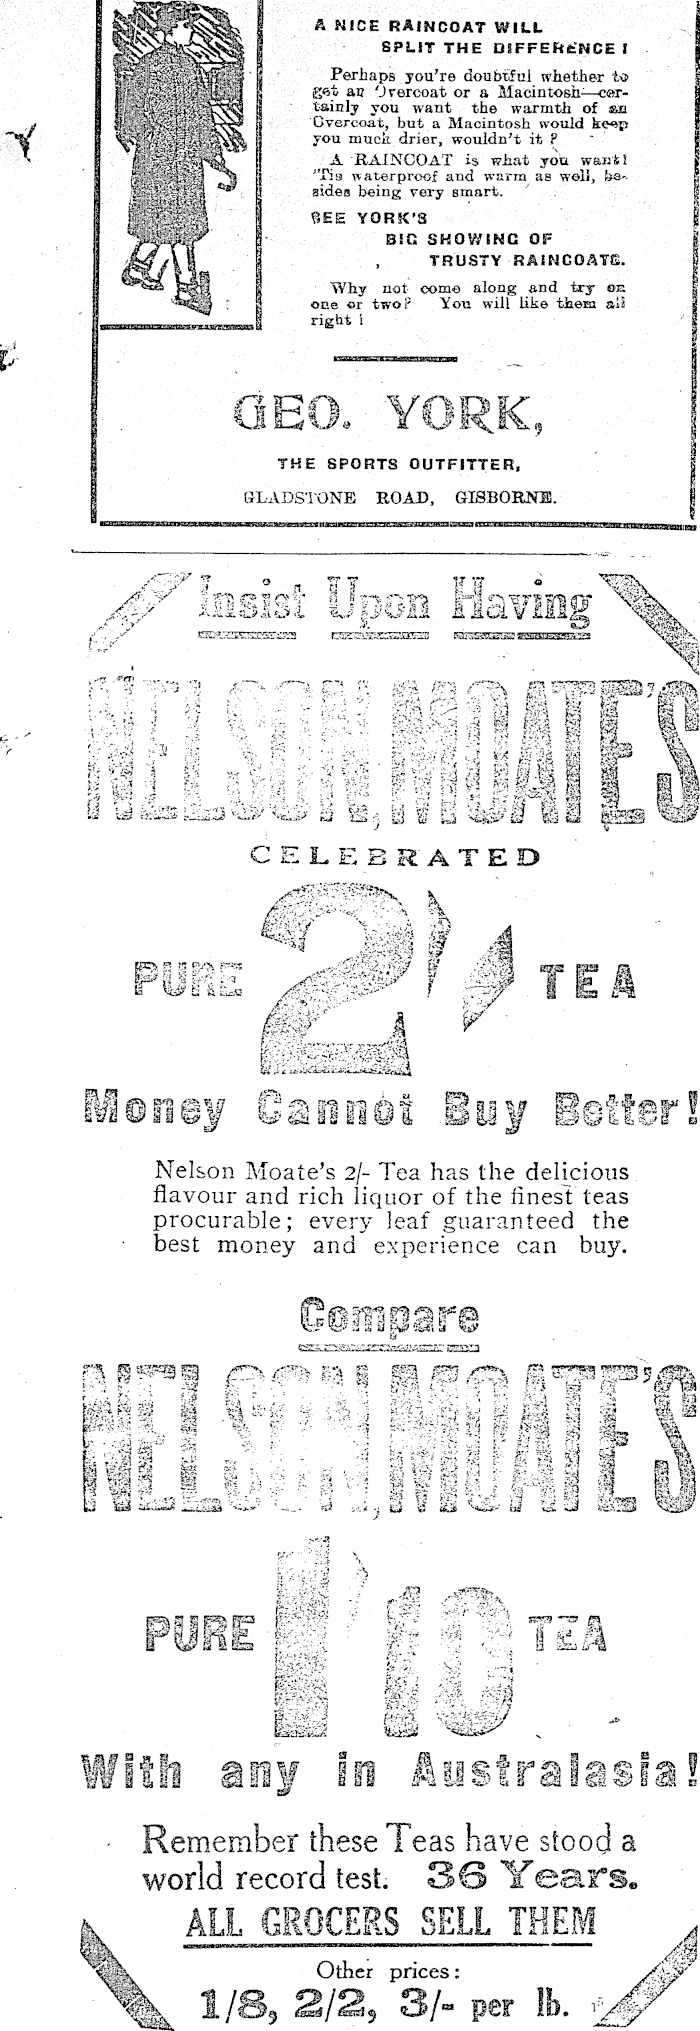 A NICE RAINCOAT WILL
SPLIT THE DIFFERENCE!
Perhaps you're doubtful whether to
get an Overcoat or a Macintosh—cer-
tainly you want the warmth of an
Overcoat, but a Macintosh would keep
you much drier, wouldn't it?
A RAINCOAT is what you want!
'Tis waterproof and warm as well, be-
sides being very smart.
SEE YORK'S
BIG SHOWING OF
TRUSTY RAINCOATS.
Why not come along and try on
one or two? You will like them all
right!
GEO. YORK,
THE SPORTS OUTFITTER,
GLADSTONE ROAD, GISBORNE.
Insist Upon Having
NELSON, MOATE'S
CELEBRATED
PURE 2/- TEA
Money Cannot Buy Better!
Nelson Moate's 2/- Tea has the delicious
flavour and rich liquor of the finest teas
procurable; every leaf guaranteed the
best money and experience can buy.
Compare
NELSON, MOATE'S
PURE 1/10 TEA
With any in Australasia!
Remember these Teas have stood a
world record test. 36 Years.
ALL GROCERS SELL THEM
Other prices:
1/8, 2/2, 3/- per lb.